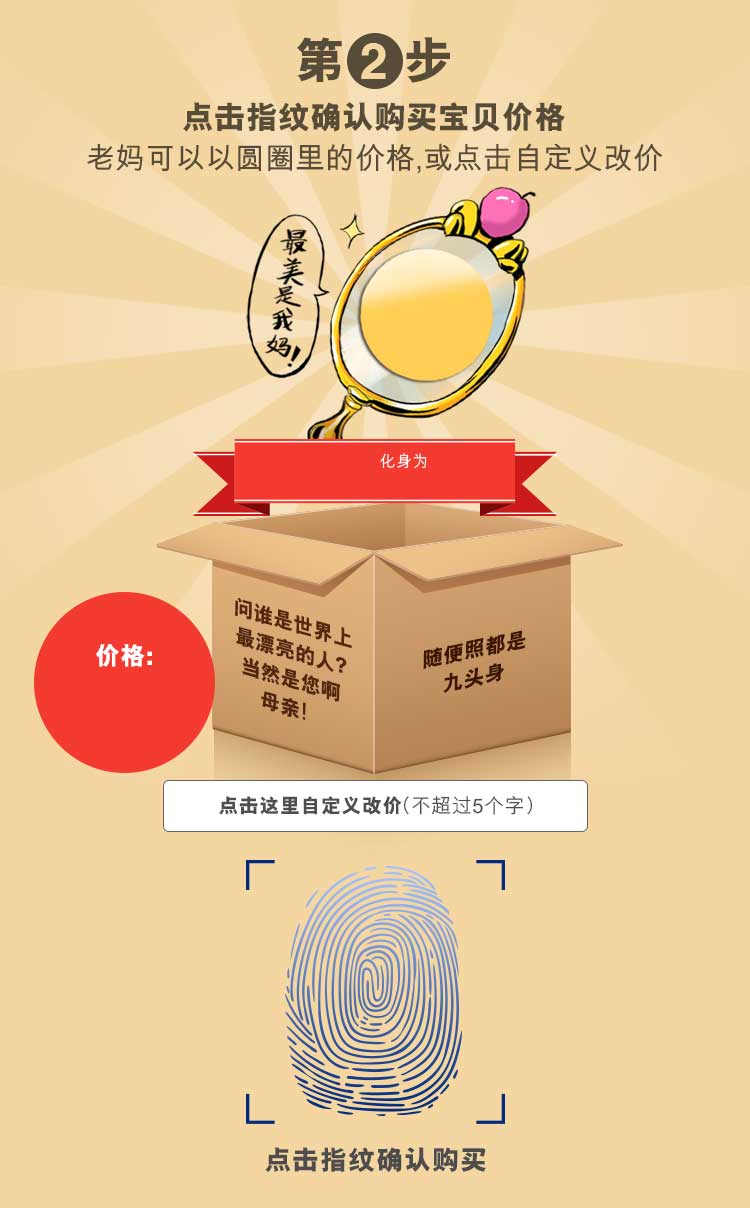 第2步
点击指纹确认购买宝贝价格
老妈可以以圆圈里的价格,或点击自定义改价
最美是我妈!
化身为
问谁是世界上
最漂亮的人?
当然是您啊
母亲!
随便照都是
九头身
价格:
点击这里自定义改价(不超过5个字)
点击指纹确认购买